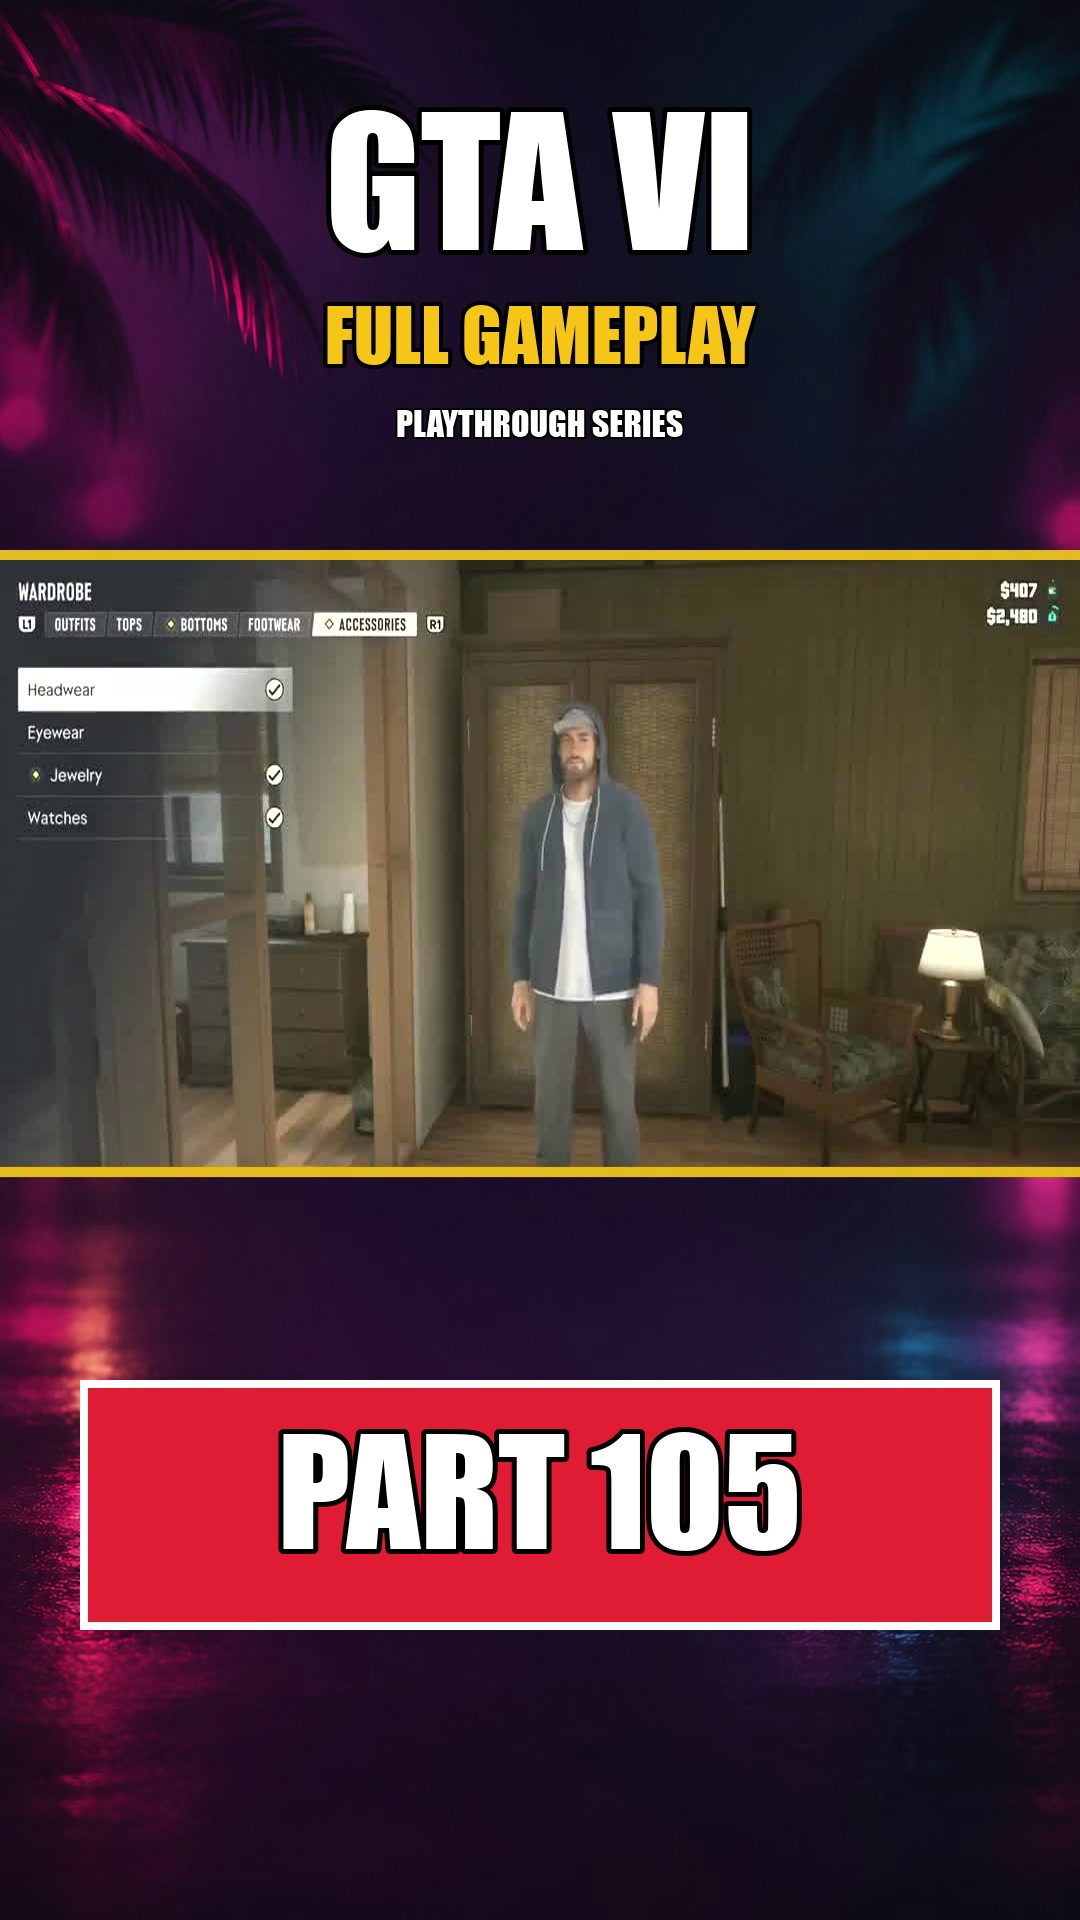 GTA VI
FULL GAMEPLAY
PLAYTHROUGH SERIES
WARDROBE
L1 OUTFITS TOPS BOTTOMS FOOTWEAR ACCESSORIES R1
$407
$2,480
Headwear
Eyewear
Jewelry
Watches
PART 105